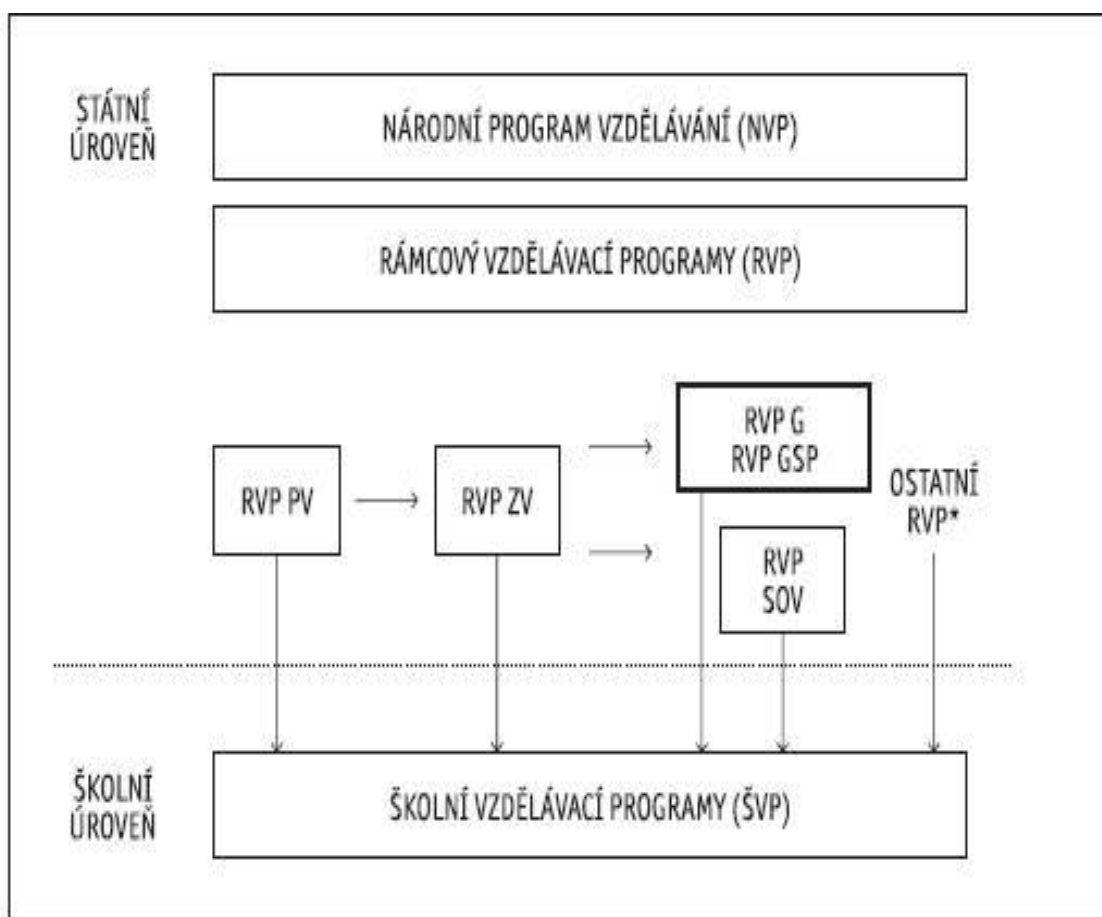 STÁTNÍ
ÚROVEŇ
NÁRODNÍ PROGRAM VZDĚLÁVÁNÍ (NVP)
RÁMCOVÝ VZDĚLÁVACÍ PROGRAMY (RVP)
RVP PV
RVP ZV
RVP G
RVP GSP
RVP
SOV
OSTATNÍ
RVP*
ŠKOLNÍ
ÚROVEŇ
ŠKOLNÍ VZDĚLÁVACÍ PROGRAMY (ŠVP)